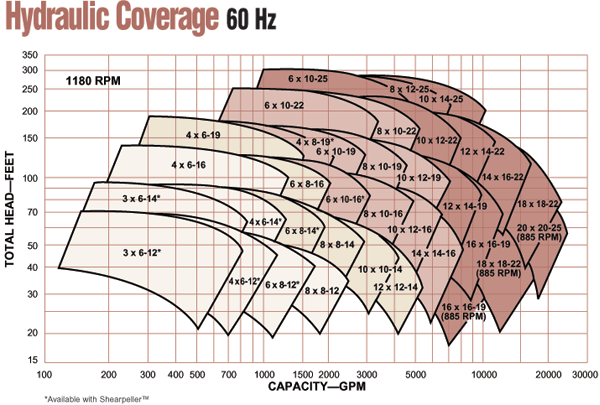 Hydraulic Coverage 60 Hz
1180 RPM
TOTAL HEAD—FEET
350
300
250
200
150
100
70
50
40
30
20
15
6 x 10-25
8 x 12-25
10 x 14-25
6 x 10-22
8 x 10-22
10 x 12-22
12 x 14-22
14 x 16-22
18 x 18-22
20 x 20-25
(885 RPM)
4 x 6-19
4 x 8-19*
6 x 10-19
8 x 10-19
10 x 12-19
12 x 14-19
16 x 16-19
18 x 18-22
(885 RPM)
4 x 6-16
6 x 8-16
6 x 10-16*
8 x 10-16
10 x 12-16
14 x 14-16
16 x 16-19
(885 RPM)
3 x 6-14*
4 x 6-14*
6 x 8-14*
8 x 8-14
10 x 10-14
12 x 12-14
3 x 6-12*
4 x 6-12*
6 x 8-12*
8 x 8-12
100
200
300
400
500
700
1000
1500
2000
3000
4000
5000
7000
10000
20000
30000
CAPACITY—GPM
*Available with Shearpeller™